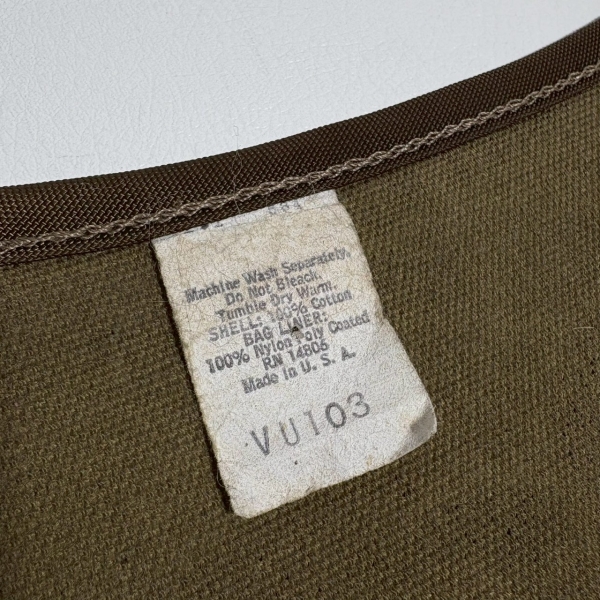 Machine Wash Separately.
Do Not Bleach.
Tumble Dry Warm.
SHELL: 100% Cotton
BAG LINER:
100% Nylon Poly Coated
RN 14806
Made in U. S. A.
VU103